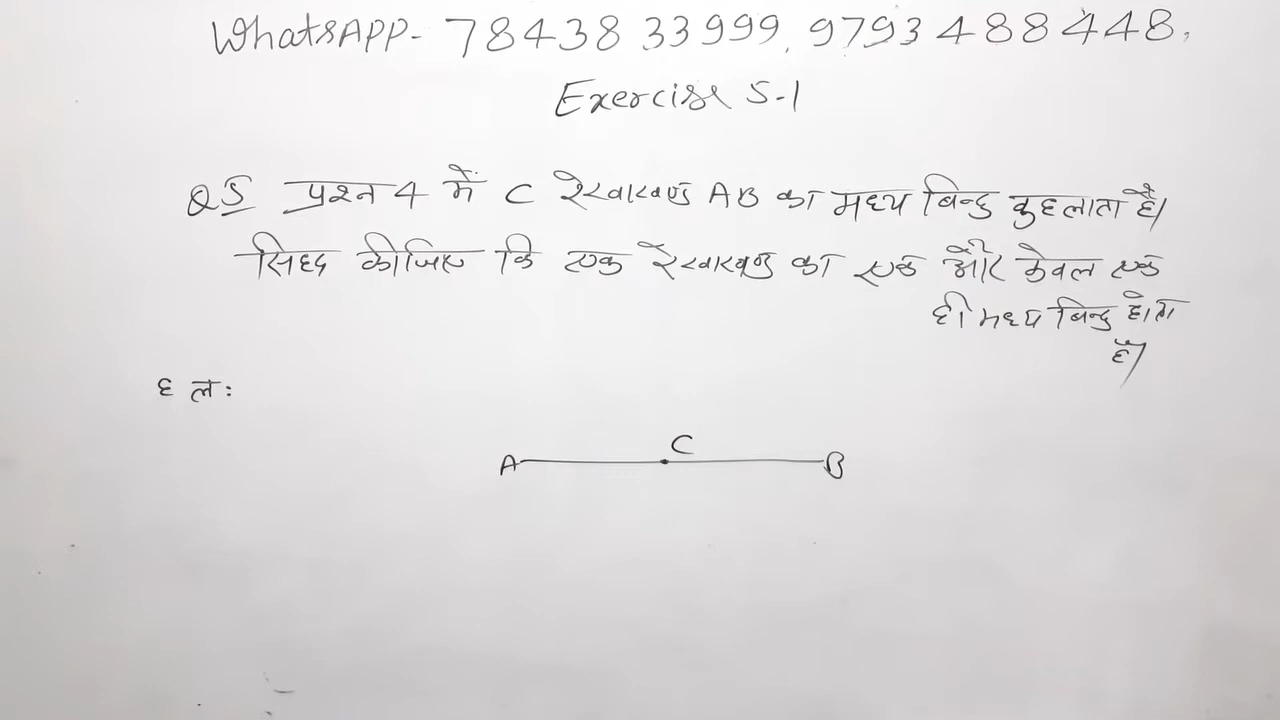 WhatsAPP- 78438 33999, 9793488448,
Exercise 5.1
Q5 प्रश्न 4 में C रेखाखण्ड AB का मध्य बिन्दु कहलाता है।
सिध्द कीजिए कि एक रेखाखण्ड का एक और केवल एक
ही मध्य बिन्दु होता
है।
हल:
C
A B